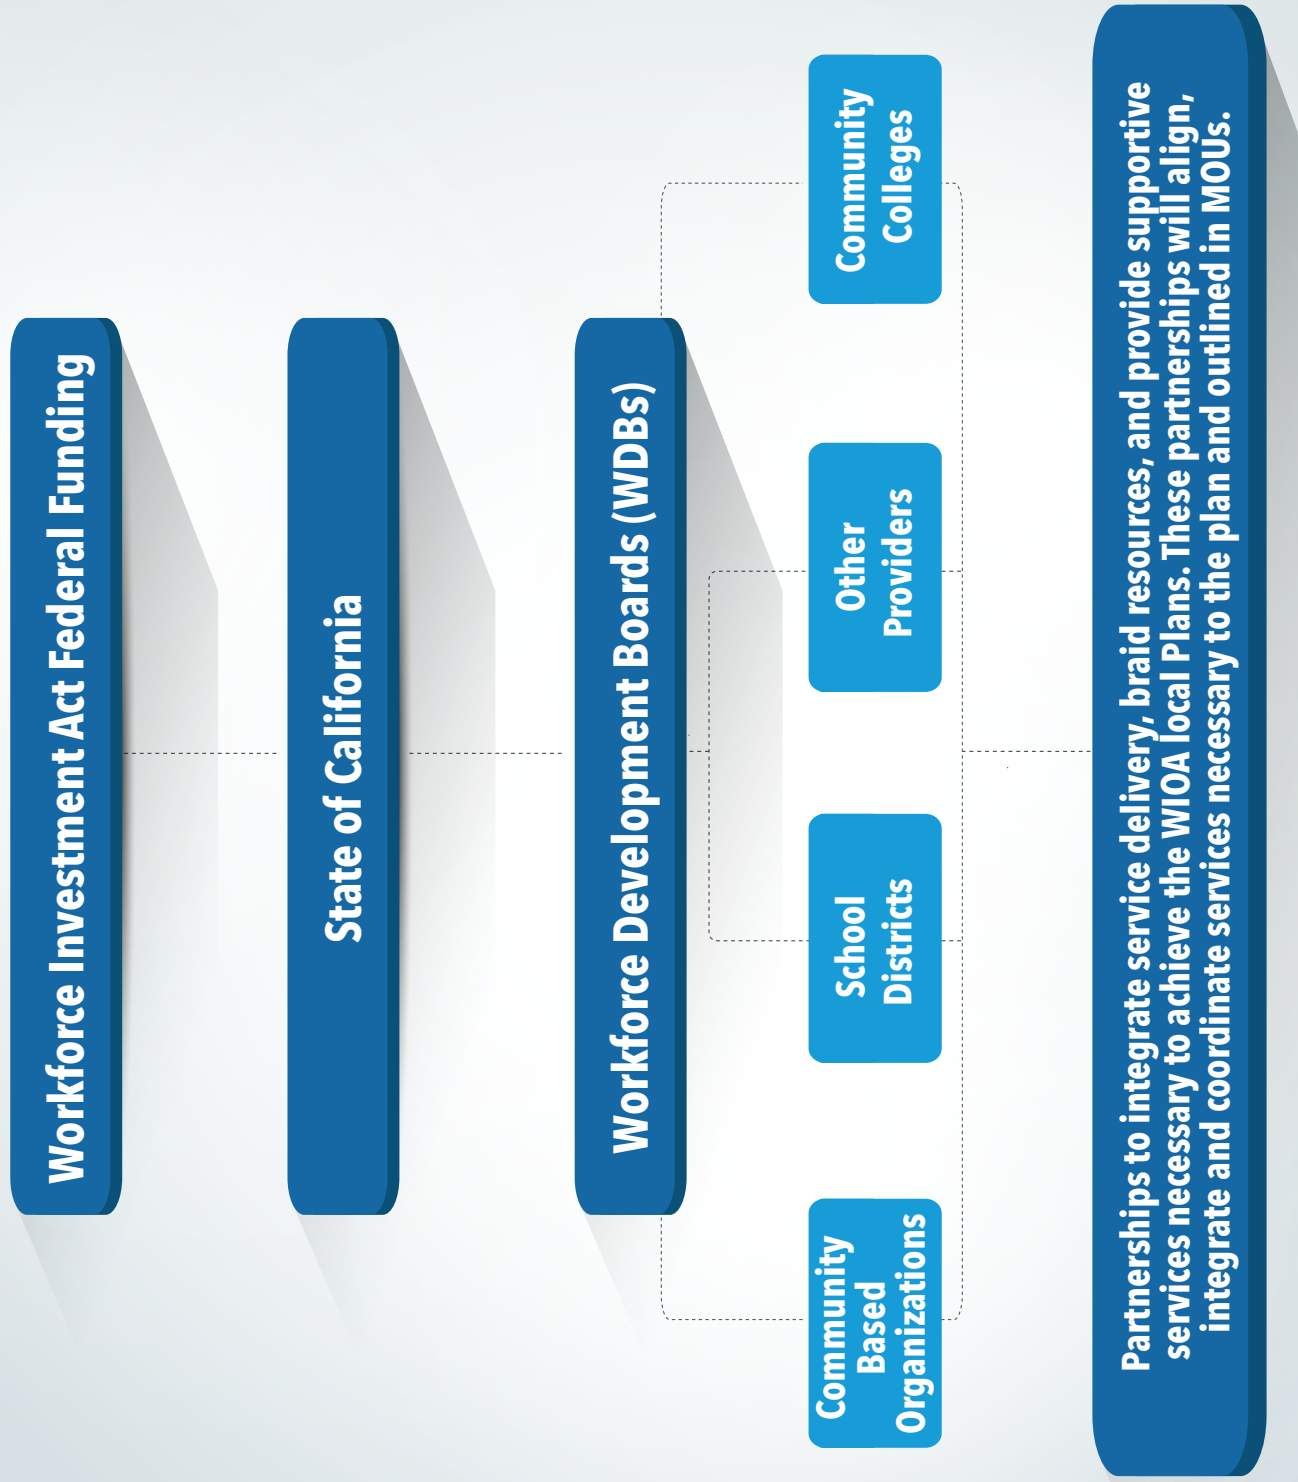 Workforce Investment Act Federal Funding
State of California
Workforce Development Boards (WDBs)
Community
Based
Organizations
School
Districts
Other
Providers
Community
Colleges
Partnerships to integrate service delivery, braid resources, and provide supportive
services necessary to achieve the WIOA local Plans. These partnerships will align,
integrate and coordinate services necessary to the plan and outlined in MOUs.